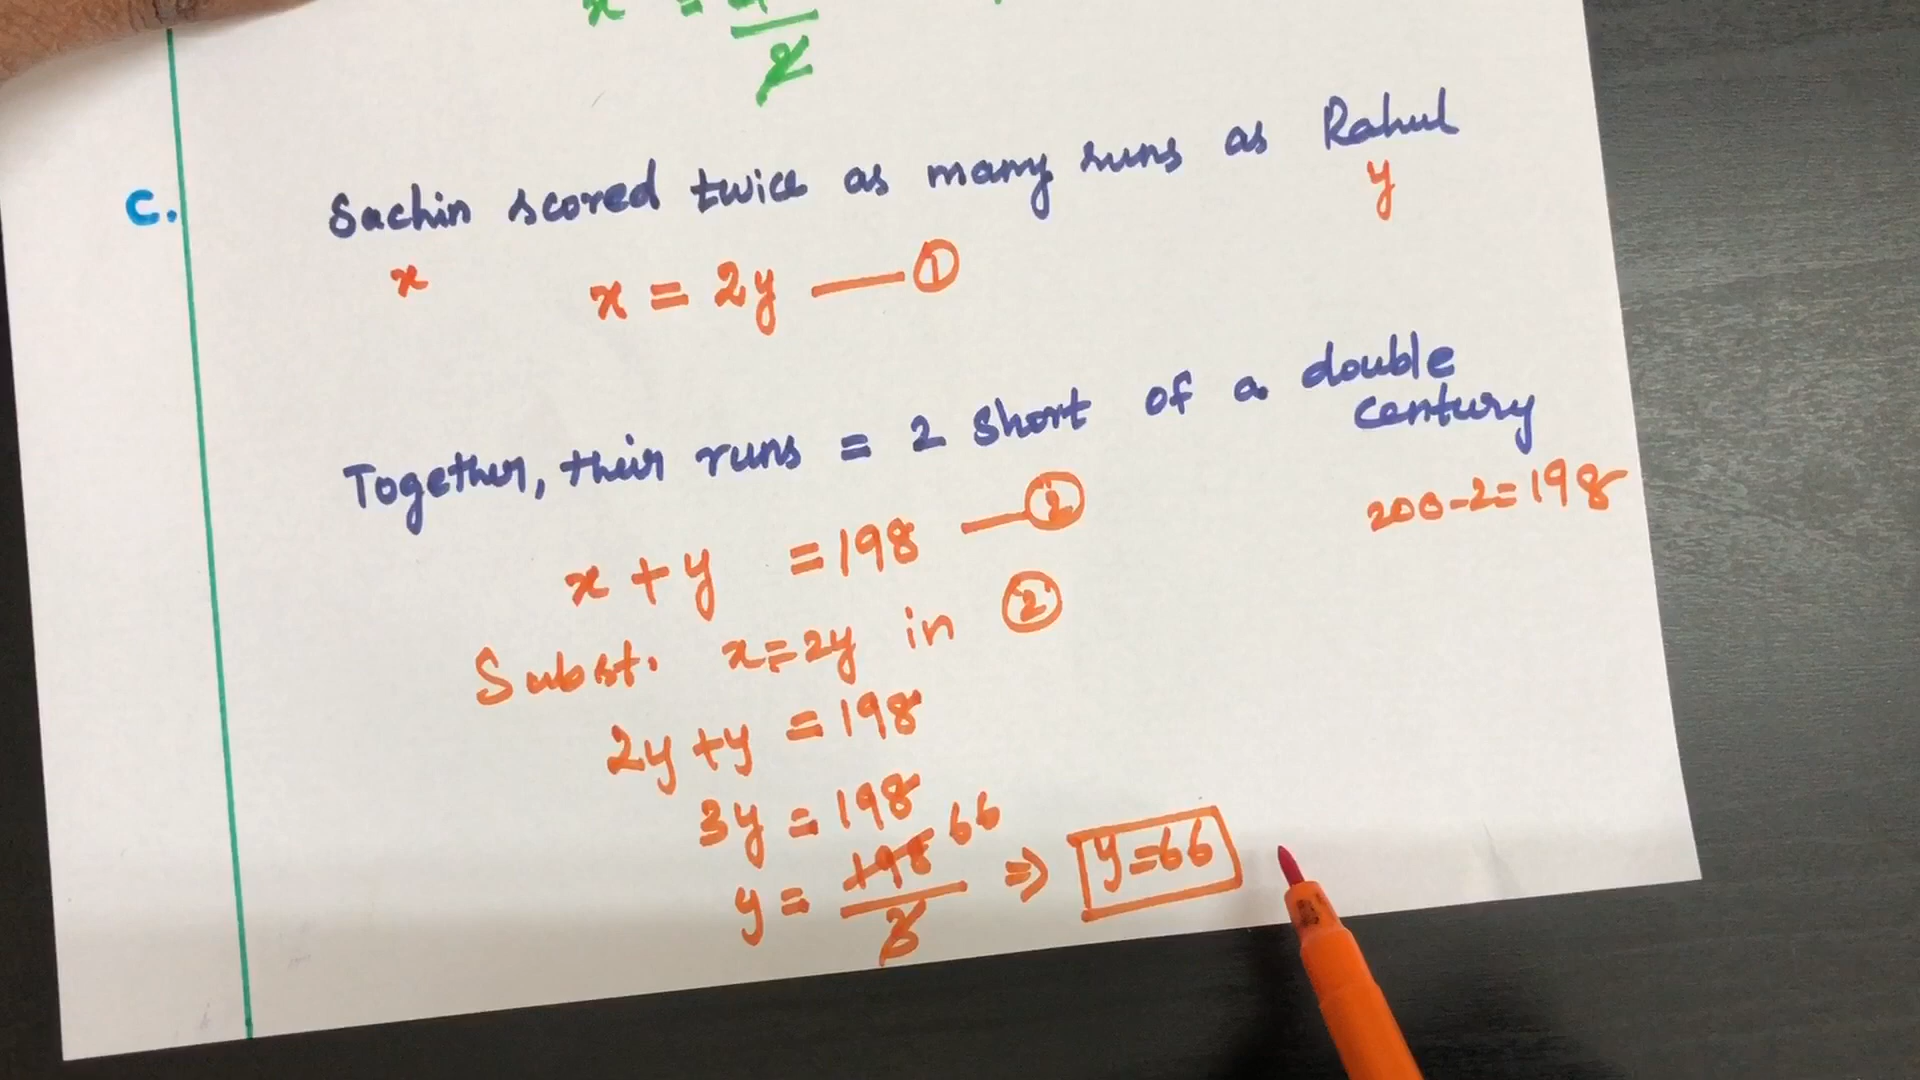 x =
2
C. Sachin scored twice as many runs as Rahul
x y
x = 2y — ①
Together, their runs = 2 short of a double
century
200-2=198
x + y = 198 — ②
Subst. x=2y in ②
2y + y = 198
3y = 198
y = 198/3 66 ⇒ y=66